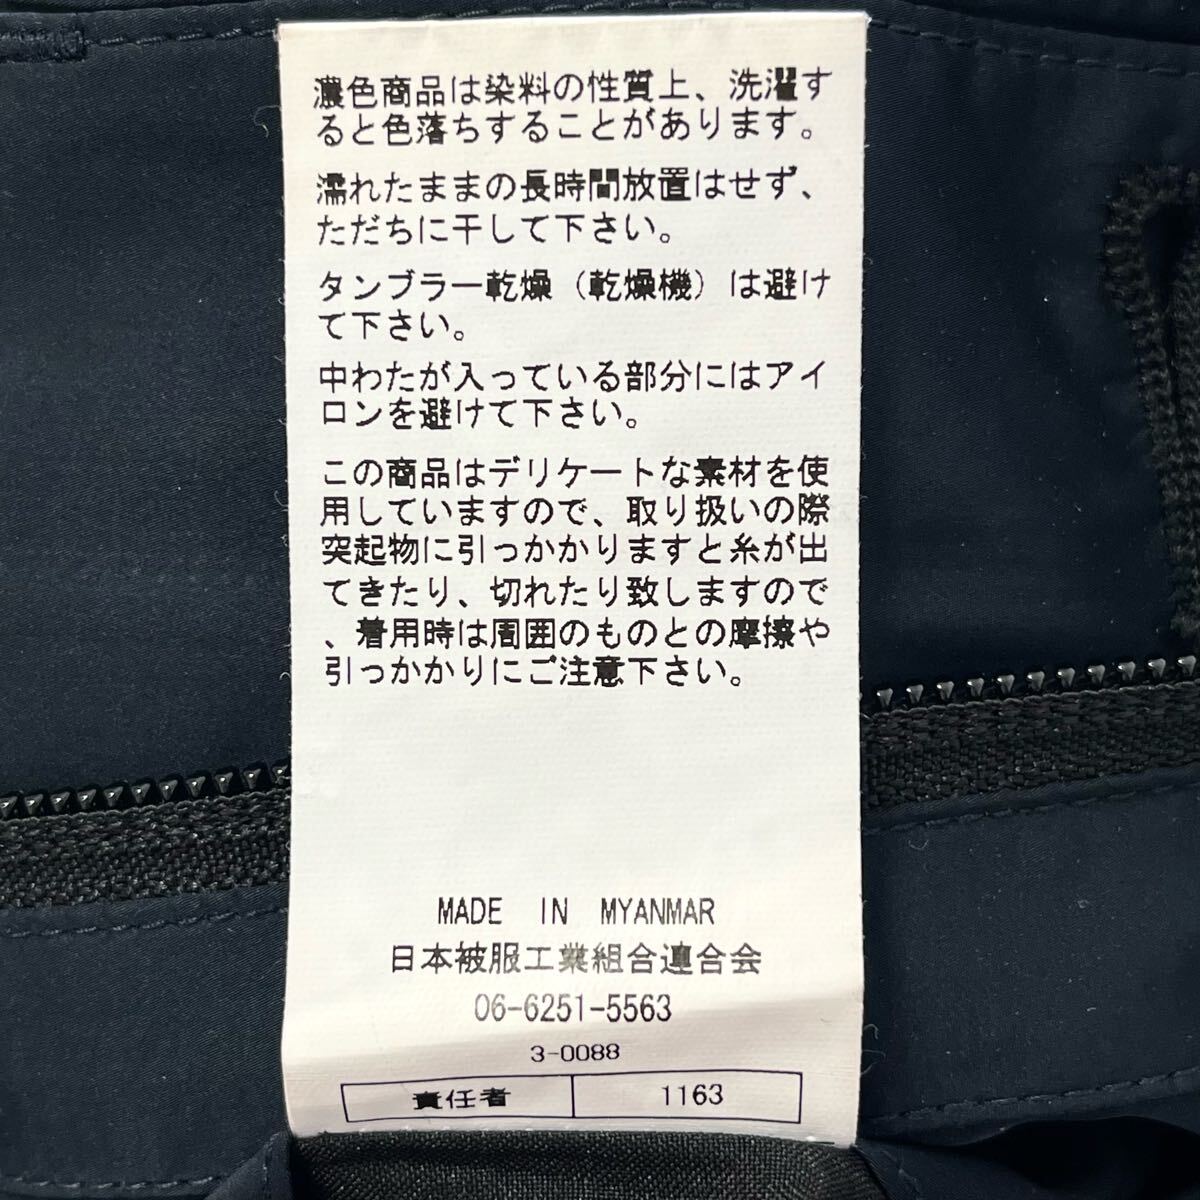 濃色商品は染料の性質上、洗濯す
ると色落ちすることがあります。
濡れたままの長時間放置はせず、
ただちに干して下さい。
タンブラー乾燥（乾燥機）は避け
て下さい。
中わたが入っている部分にはアイ
ロンを避けて下さい。
この商品はデリケートな素材を使
用していますので、取り扱いの際
突起物に引っかかりますと糸が出
てきたり、切れたり致しますので
、着用時は周囲のものとの摩擦や
引っかかりにご注意下さい。
MADE IN MYANMAR
日本被服工業組合連合会
06-6251-5563
3-0088
責任者 1163